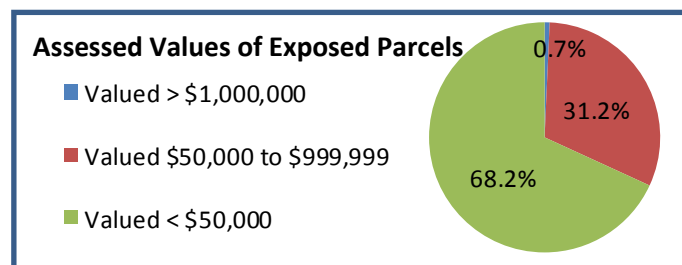 Assessed Values of Exposed Parcels
Valued > $1,000,000
Valued $50,000 to $999,999
Valued < $50,000
0.7%
31.2%
68.2%